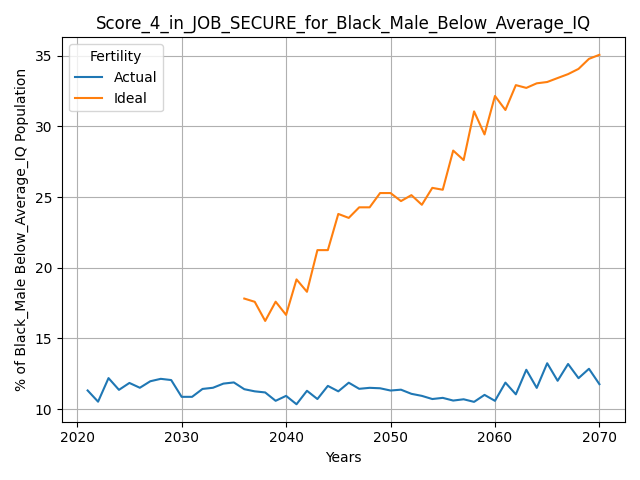 Score_4_in_JOB_SECURE_for_Black_Male_Below_Average_IQ
Fertility
Actual
Ideal
% of Black_Male Below_Average_IQ Population
35
30
25
20
15
10
2020
2030
2040
2050
2060
2070
Years